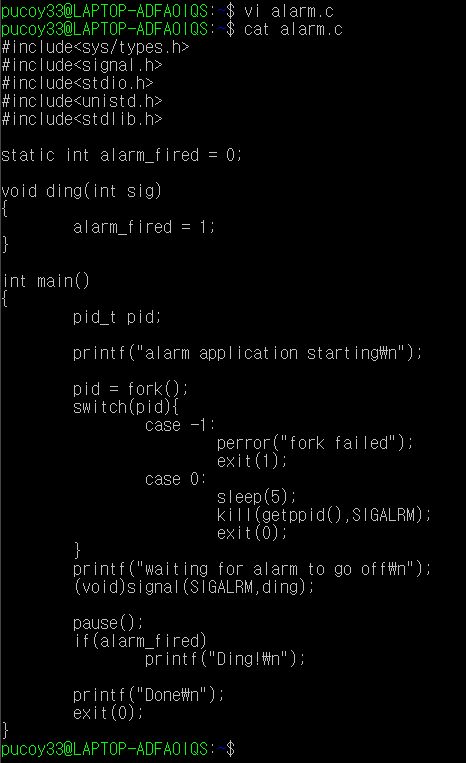 pucoy33@LAPTOP-ADFAOIQS:~$ vi alarm.c
pucoy33@LAPTOP-ADFAOIQS:~$ cat alarm.c
#include<sys/types.h>
#include<signal.h>
#include<stdio.h>
#include<unistd.h>
#include<stdlib.h>
static int alarm_fired = 0;
void ding(int sig)
{
alarm_fired = 1;
}
int main()
{
pid_t pid;
printf("alarm application starting₩n");
pid = fork();
switch(pid){
case -1:
perror("fork failed");
exit(1);
case 0:
sleep(5);
kill(getppid(),SIGALRM);
exit(0);
}
printf("waiting for alarm to go off₩n");
(void)signal(SIGALRM,ding);
pause();
if(alarm_fired)
printf("Ding!₩n");
printf("Done₩n");
exit(0);
}
pucoy33@LAPTOP-ADFAOIQS:~$